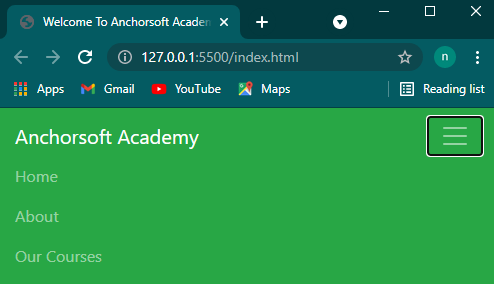 Welcome To Anchorsoft Academ
127.0.0.1:5500/index.html
n
Apps Gmail YouTube Maps Reading list
Anchorsoft Academy
Home
About
Our Courses